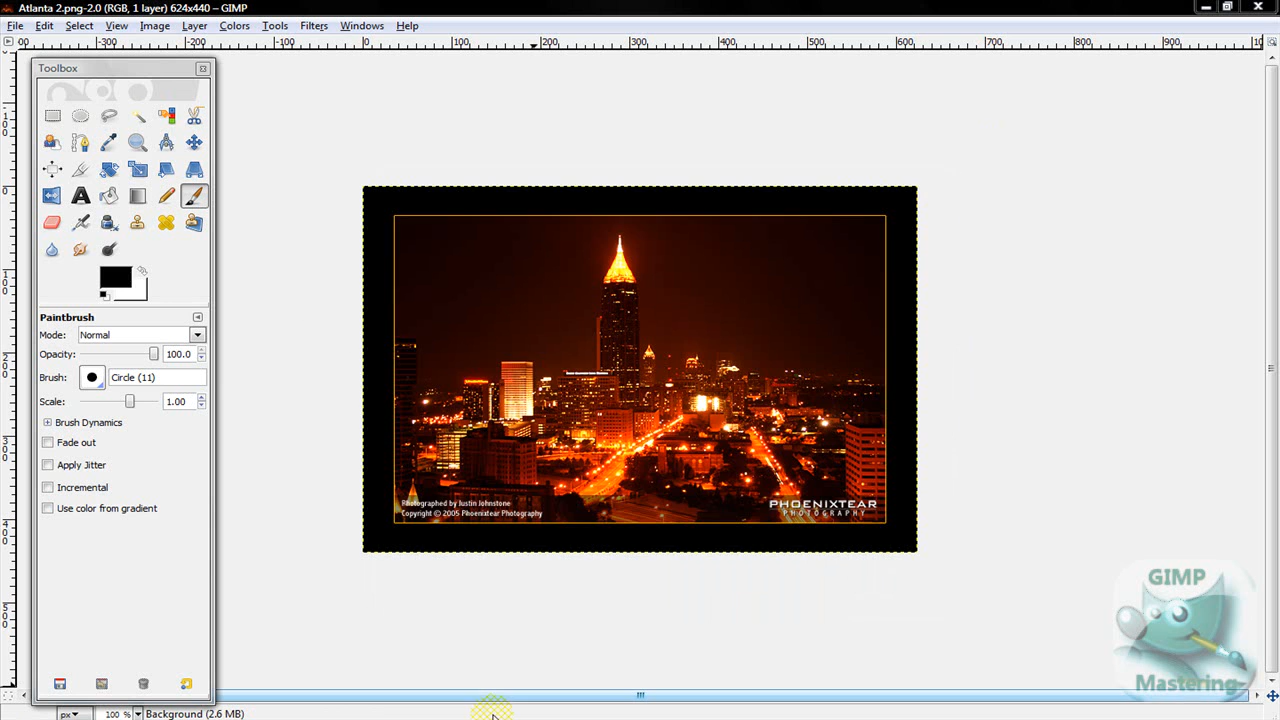 Atlanta 2.png-2.0 (RGB, 1 layer) 624x440 – GIMP
File Edit Select View Image Layer Colors Tools Filters Windows Help
-300 -200 -100 0 100 200 300 400 500 600 700 800 900
Toolbox
Paintbrush
Mode: Normal
Opacity: 100.0
Brush: Circle (11)
Scale: 1.00
Brush Dynamics
Fade out
Apply Jitter
Incremental
Use color from gradient
Photographed by Justin Johnstone
Copyright © 2005 Phoenixtear Photography
PHOENIXTEAR
PHOTOGRAPHY
GIMP
Mastering
px 100 % Background (2.6 MB)